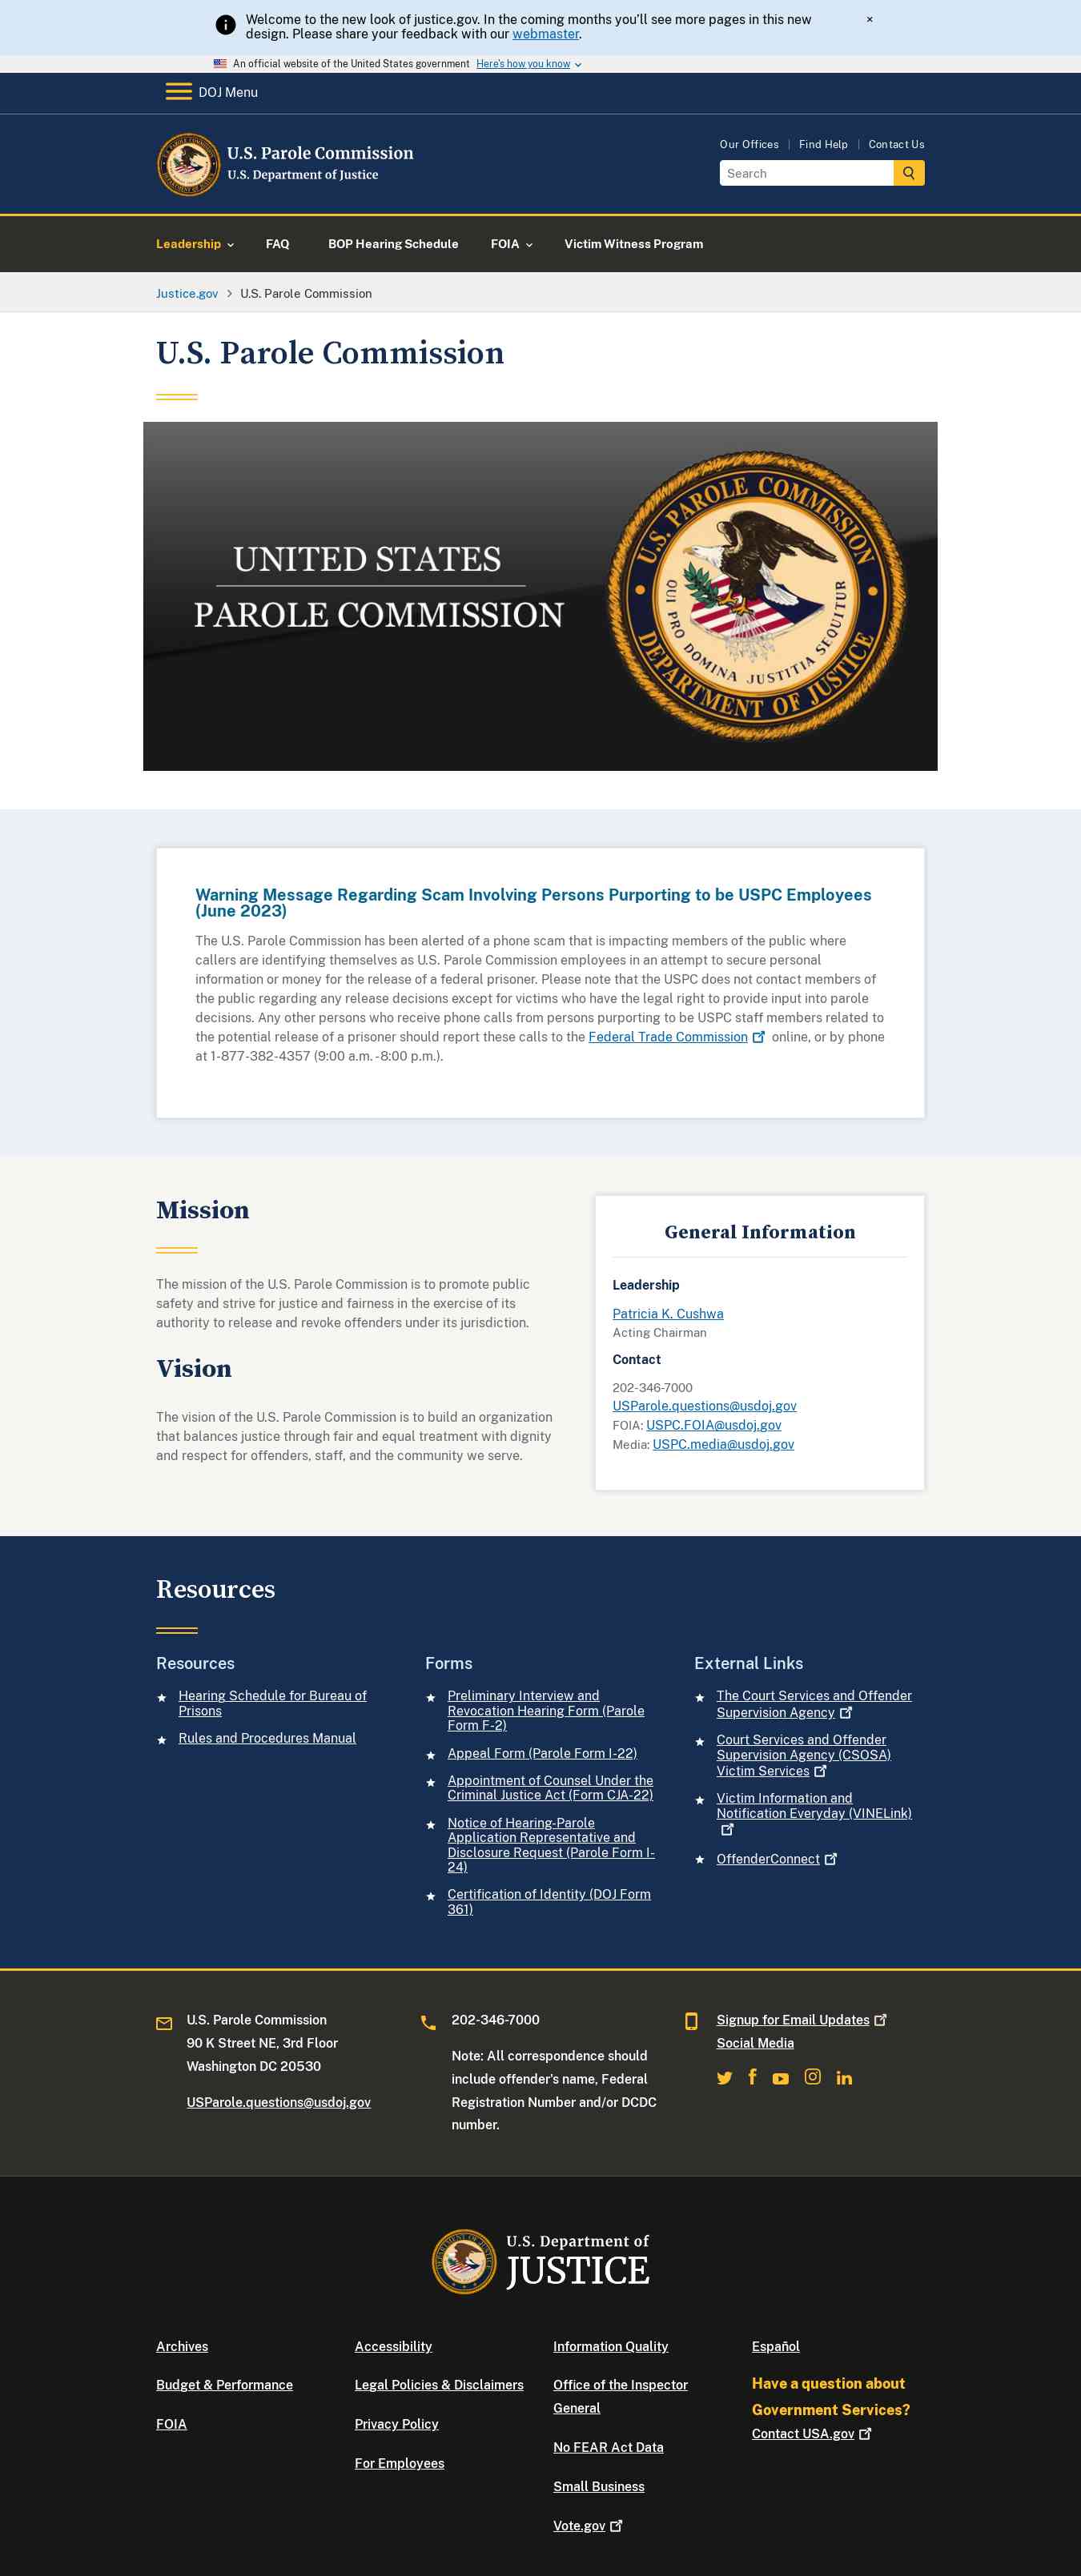 Welcome to the new look of justice.gov. In the coming months you'll see more pages in this new
design. Please share your feedback with our webmaster.
×
An official website of the United States government Here's how you know
DOJ Menu
U.S. Parole Commission
U.S. Department of Justice
Our Offices
Find Help
Contact Us
Search
Leadership
FAQ
BOP Hearing Schedule
FOIA
Victim Witness Program
Justice.gov
U.S. Parole Commission
U.S. Parole Commission
UNITED STATES
PAROLE COMMISSION
U.S. PAROLE COMMISSION
DEPARTMENT OF JUSTICE
QUI PRO DOMINA JUSTITIA SEQUITUR
Warning Message Regarding Scam Involving Persons Purporting to be USPC Employees
(June 2023)
The U.S. Parole Commission has been alerted of a phone scam that is impacting members of the public where
callers are identifying themselves as U.S. Parole Commission employees in an attempt to secure personal
information or money for the release of a federal prisoner. Please note that the USPC does not contact members of
the public regarding any release decisions except for victims who have the legal right to provide input into parole
decisions. Any other persons who receive phone calls from persons purporting to be USPC staff members related to
the potential release of a prisoner should report these calls to the Federal Trade Commission online, or by phone
at 1-877-382-4357 (9:00 a.m. - 8:00 p.m.).
Mission
The mission of the U.S. Parole Commission is to promote public
safety and strive for justice and fairness in the exercise of its
authority to release and revoke offenders under its jurisdiction.
Vision
The vision of the U.S. Parole Commission is to build an organization
that balances justice through fair and equal treatment with dignity
and respect for offenders, staff, and the community we serve.
General Information
Leadership
Patricia K. Cushwa
Acting Chairman
Contact
202-346-7000
USParole.questions@usdoj.gov
FOIA: USPC.FOIA@usdoj.gov
Media: USPC.media@usdoj.gov
Resources
Resources
Hearing Schedule for Bureau of
Prisons
Rules and Procedures Manual
Forms
Preliminary Interview and
Revocation Hearing Form (Parole
Form F-2)
Appeal Form (Parole Form I-22)
Appointment of Counsel Under the
Criminal Justice Act (Form CJA-22)
Notice of Hearing-Parole
Application Representative and
Disclosure Request (Parole Form I-
24)
Certification of Identity (DOJ Form
361)
External Links
The Court Services and Offender
Supervision Agency
Court Services and Offender
Supervision Agency (CSOSA)
Victim Services
Victim Information and
Notification Everyday (VINELink)
OffenderConnect
U.S. Parole Commission
90 K Street NE, 3rd Floor
Washington DC 20530
USParole.questions@usdoj.gov
202-346-7000
Note: All correspondence should
include offender's name, Federal
Registration Number and/or DCDC
number.
Signup for Email Updates
Social Media
U.S. Department of
JUSTICE
Archives
Budget & Performance
FOIA
Accessibility
Legal Policies & Disclaimers
Privacy Policy
For Employees
Information Quality
Office of the Inspector
General
No FEAR Act Data
Small Business
Vote.gov
Español
Have a question about
Government Services?
Contact USA.gov